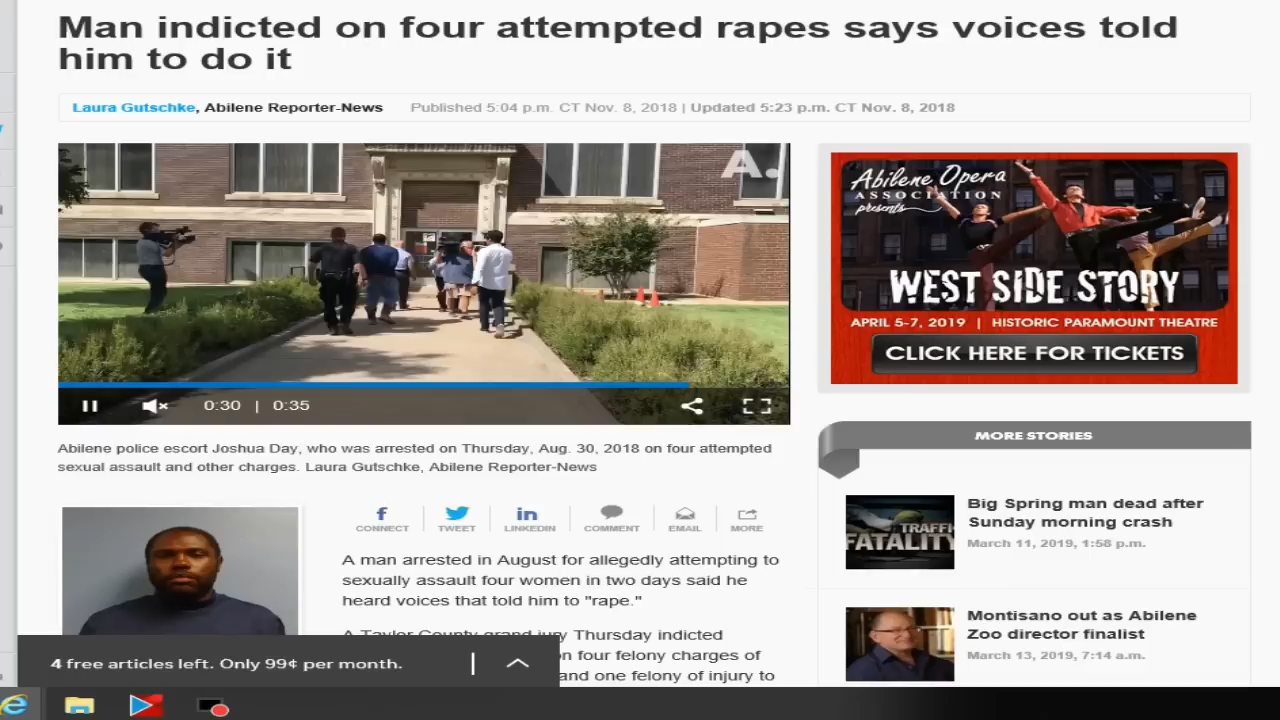 Man indicted on four attempted rapes says voices told
him to do it
Laura Gutschke, Abilene Reporter-News Published 5:04 p.m. CT Nov. 8, 2018 | Updated 5:23 p.m. CT Nov. 8, 2018
A.
0:30 | 0:35
Abilene police escort Joshua Day, who was arrested on Thursday, Aug. 30, 2018 on four attempted
sexual assault and other charges. Laura Gutschke, Abilene Reporter-News
f
in
CONNECT TWEET LINKEDIN COMMENT EMAIL MORE
A man arrested in August for allegedly attempting to
sexually assault four women in two days said he
heard voices that told him to "rape."
A Taylor County grand jury Thursday indicted
on four felony charges of
and one felony of injury to
4 free articles left. Only 99¢ per month.
Abilene Opera
ASSOCIATION
presents
WEST SIDE STORY
APRIL 5-7, 2019 | HISTORIC PARAMOUNT THEATRE
CLICK HERE FOR TICKETS
MORE STORIES
TRAFFI
FATALITY
Big Spring man dead after
Sunday morning crash
March 11, 2019, 1:58 p.m.
Montisano out as Abilene
Zoo director finalist
March 13, 2019, 7:14 a.m.